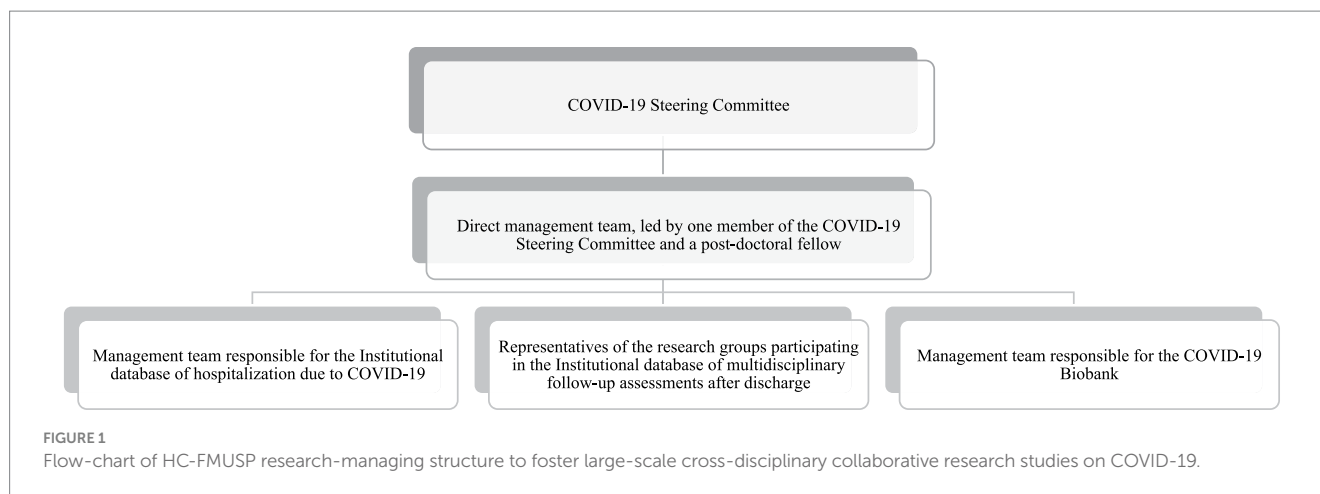 COVID-19 Steering Committee
Direct management team, led by one member of the COVID-19
Steering Committee and a post-doctoral fellow
Management team responsible for the Institutional
database of hospitalization due to COVID-19
Representatives of the research groups participating
in the Institutional database of multidisciplinary
follow-up assessments after discharge
Management team responsible for the COVID-19
Biobank
FIGURE 1
Flow-chart of HC-FMUSP research-managing structure to foster large-scale cross-disciplinary collaborative research studies on COVID-19.